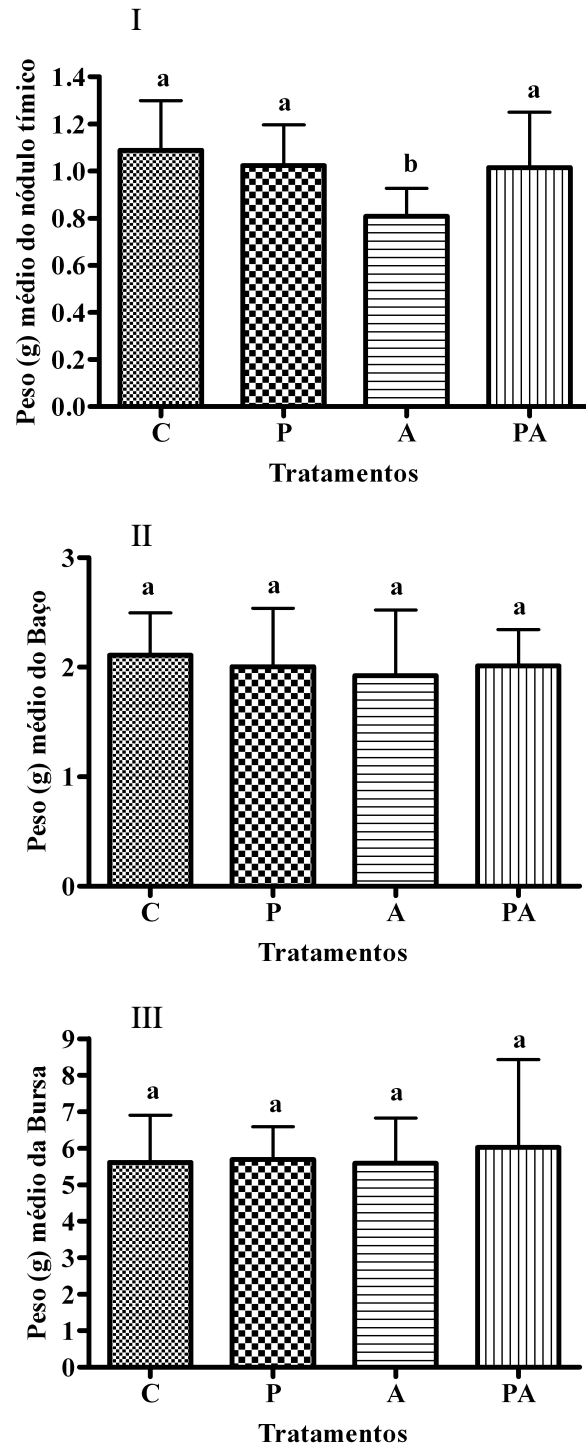 I
Peso (g) médio do nódulo tímico
1.4
1.2
1.0
0.8
0.6
0.4
0.2
0.0
a
a
b
a
C P A PA
Tratamentos
II
Peso (g) médio do Baço
3
2
1
0
a
a
a
a
C P A PA
Tratamentos
III
Peso (g) médio da Bursa
9
8
7
6
5
4
3
2
1
0
a
a
a
a
C P A PA
Tratamentos